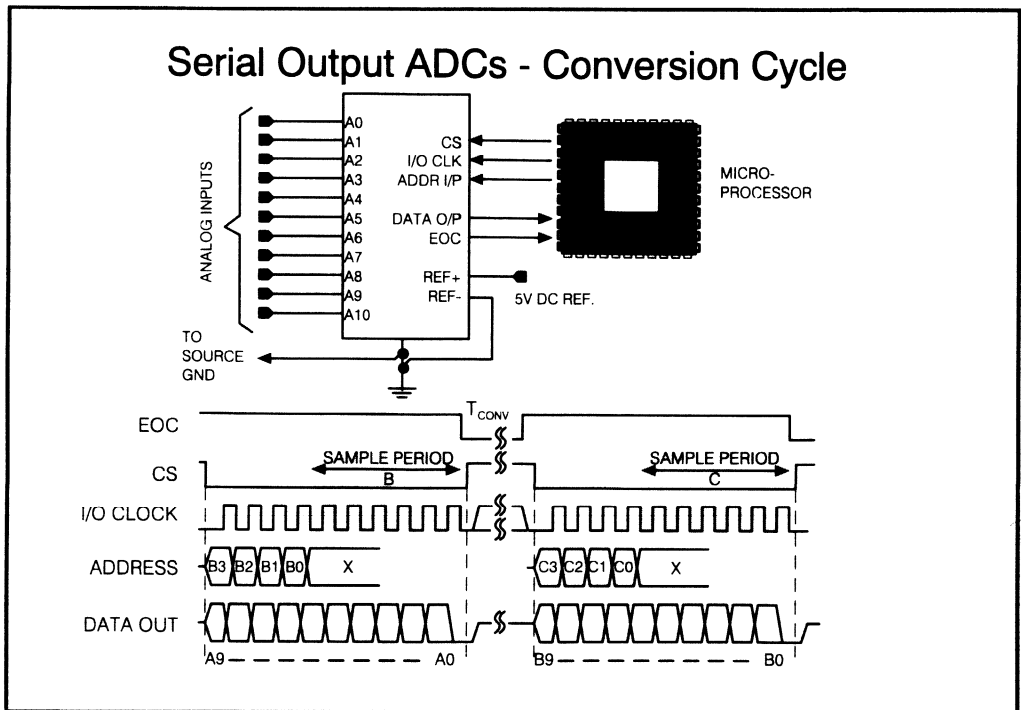 Serial Output ADCs - Conversion Cycle
ANALOG INPUTS
A0
A1
A2
A3
A4
A5
A6
A7
A8
A9
A10
CS
I/O CLK
ADDR I/P
DATA O/P
EOC
REF+
REF-
5V DC REF.
MICRO-
PROCESSOR
TO
SOURCE
GND
EOC
TCONV
CS
SAMPLE PERIOD
B
SAMPLE PERIOD
C
I/O CLOCK
ADDRESS
B3 B2 B1 B0 X
C3 C2 C1 C0 X
DATA OUT
A9 A0
B9 B0